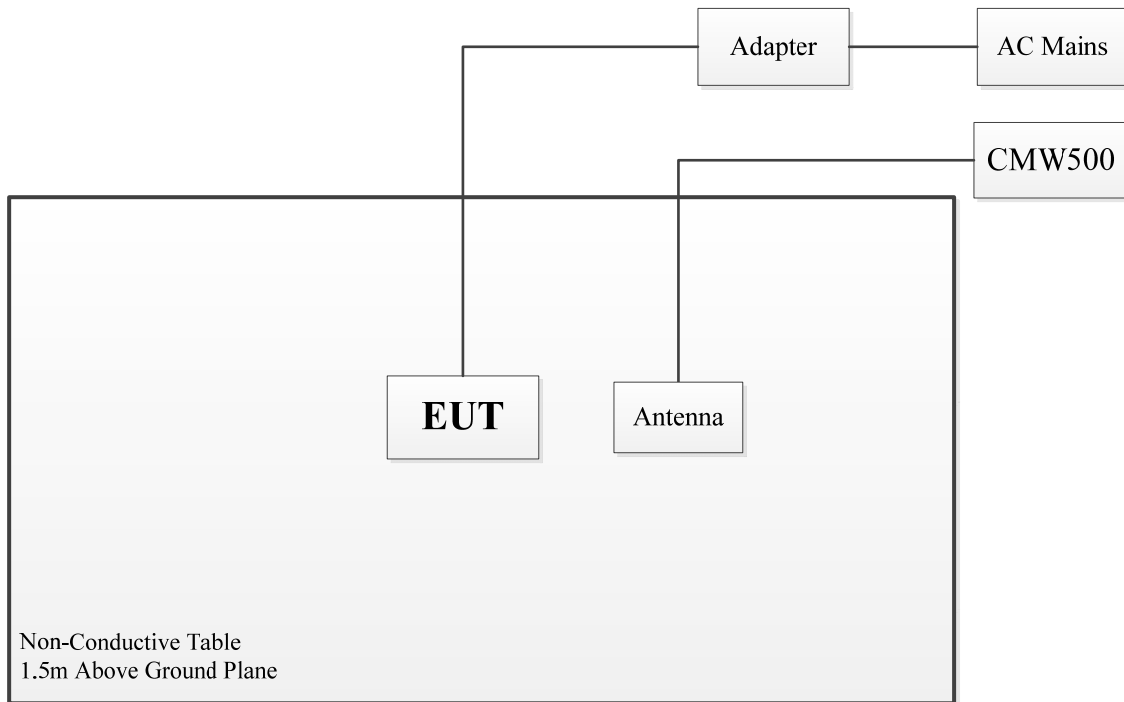 Adapter
AC Mains
CMW500
EUT
Antenna
Non-Conductive Table
1.5m Above Ground Plane